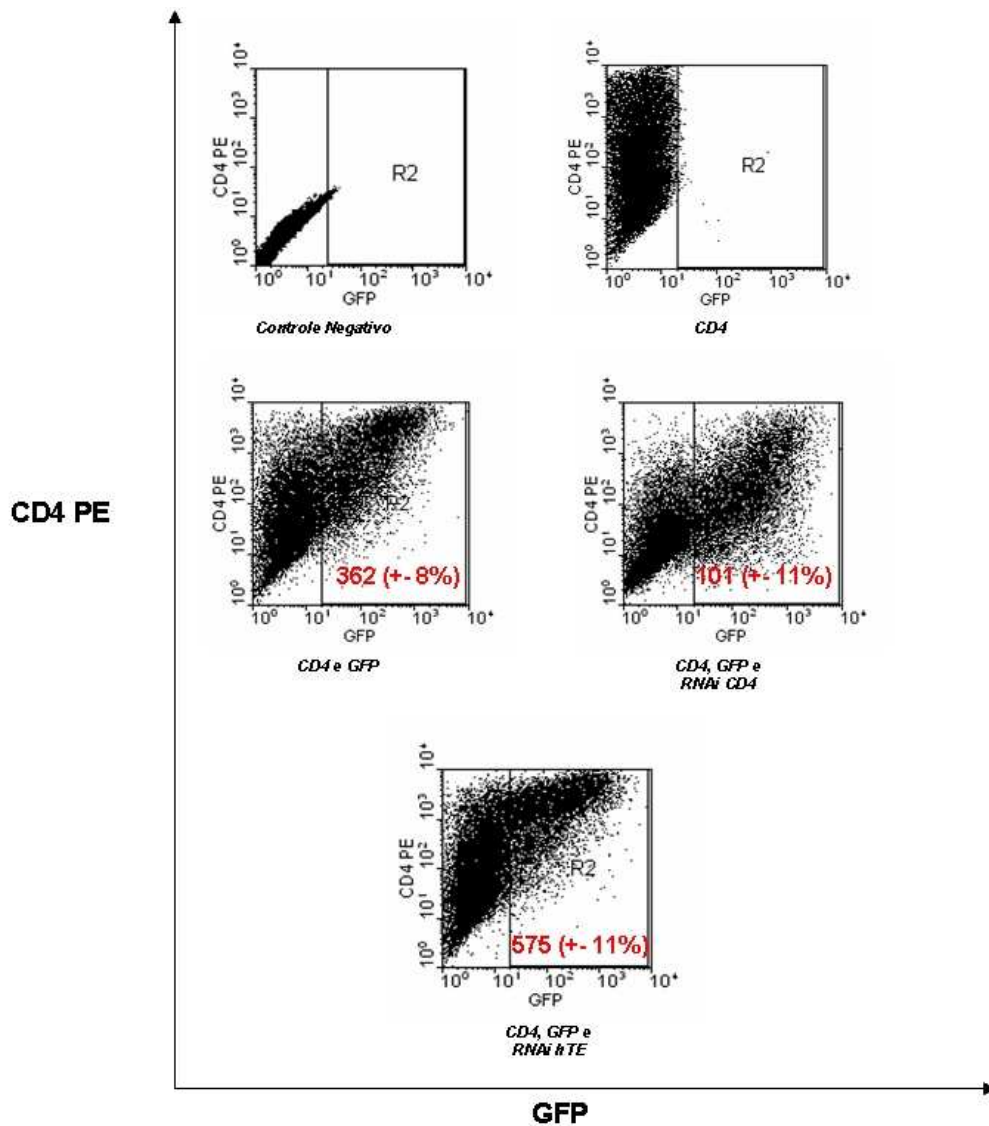 10⁴
10³
CD4 PE
10²
R2
10¹
10⁰
10⁰ 10¹ 10² 10³ 10⁴
GFP
Controle Negativo
10⁴
10³
CD4 PE
10²
R2
10¹
10⁰
10⁰ 10¹ 10² 10³ 10⁴
GFP
CD4
10⁴
10³
CD4 PE
10²
R2
10¹
362 (+- 8%)
10⁰
10⁰ 10¹ 10² 10³ 10⁴
GFP
CD4 e GFP
10⁴
10³
CD4 PE
10²
10¹
101 (+- 11%)
10⁰
10⁰ 10¹ 10² 10³ 10⁴
GFP
CD4, GFP e
RNAi CD4
CD4 PE
10⁴
10³
CD4 PE
10²
R2
10¹
575 (+- 11%)
10⁰
10⁰ 10¹ 10² 10³ 10⁴
GFP
CD4, GFP e
RNAi hTE
GFP